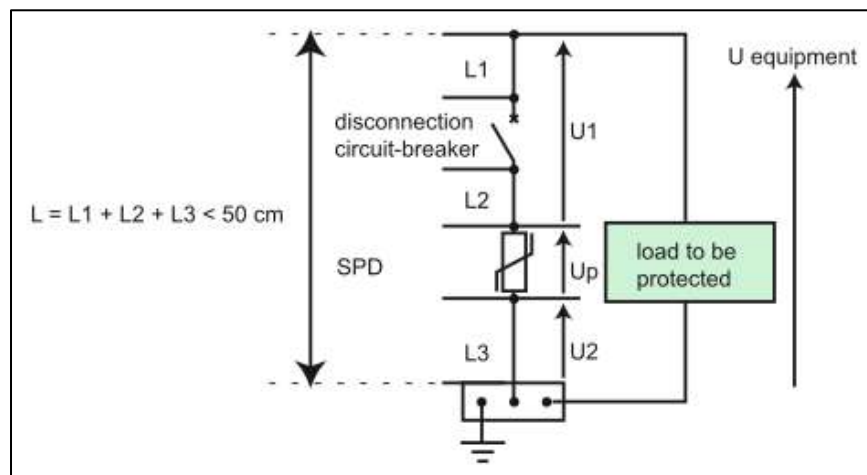 L1
U equipment
disconnection
circuit-breaker
U1
L2
L = L1 + L2 + L3 < 50 cm
SPD
Up
load to be
protected
L3
U2